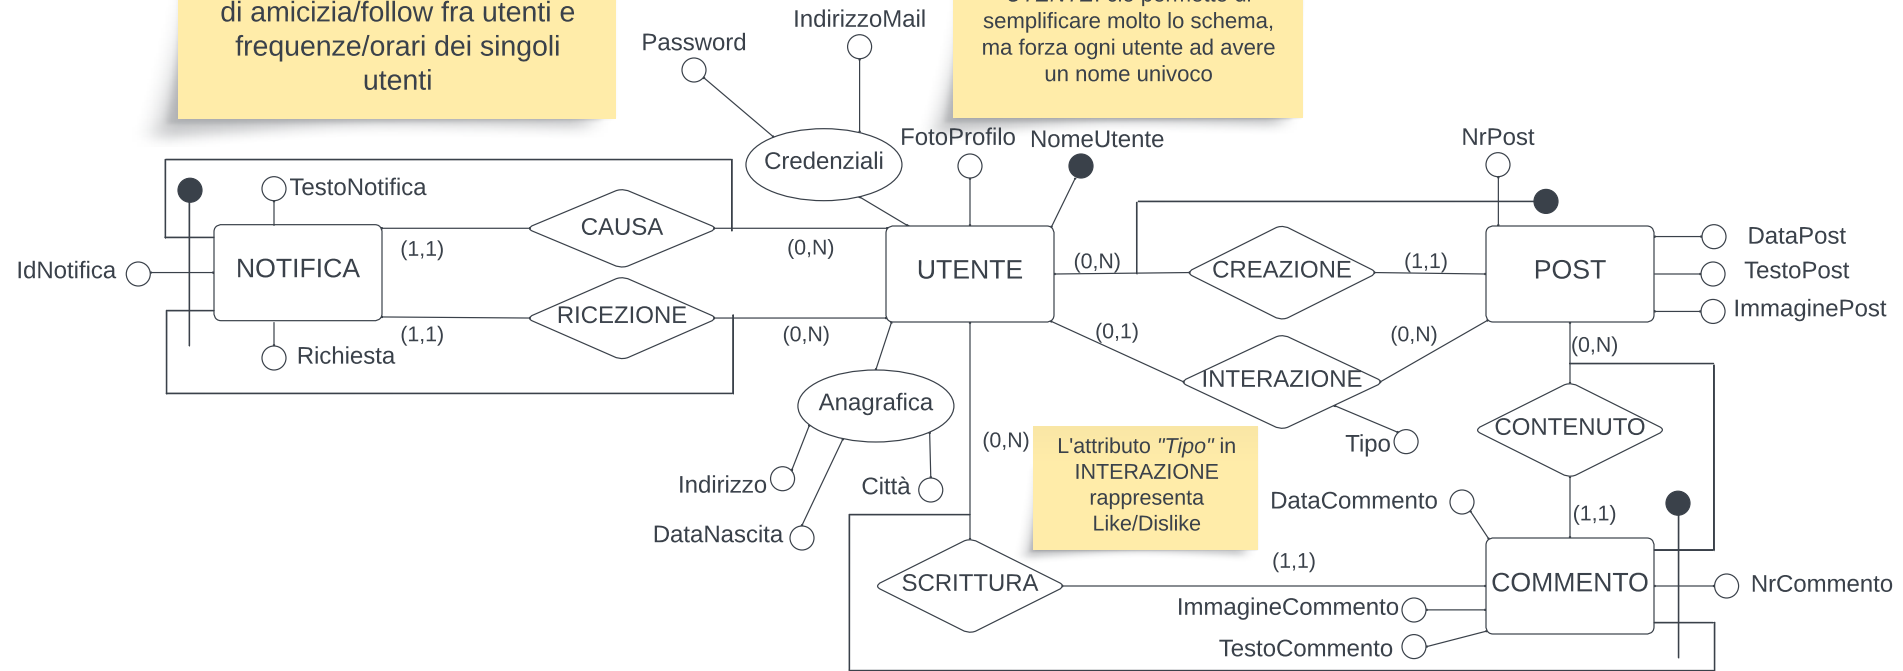 di amicizia/follow fra utenti e
frequenze/orari dei singoli
utenti
semplificare molto lo schema,
ma forza ogni utente ad avere
un nome univoco
IndirizzoMail
Password
Credenziali
FotoProfilo
NomeUtente
NrPost
TestoNotifica
CAUSA
(1,1)
(0,N)
IdNotifica
NOTIFICA
UTENTE
(0,N)
CREAZIONE
(1,1)
POST
DataPost
TestoPost
ImmaginePost
RICEZIONE
(1,1)
(0,N)
Richiesta
(0,1)
(0,N)
INTERAZIONE
Tipo
(0,N)
CONTENUTO
(1,1)
Anagrafica
Indirizzo
Città
DataNascita
(0,N)
L'attributo "Tipo" in
INTERAZIONE
rappresenta
Like/Dislike
DataCommento
SCRITTURA
(1,1)
COMMENTO
NrCommento
ImmagineCommento
TestoCommento